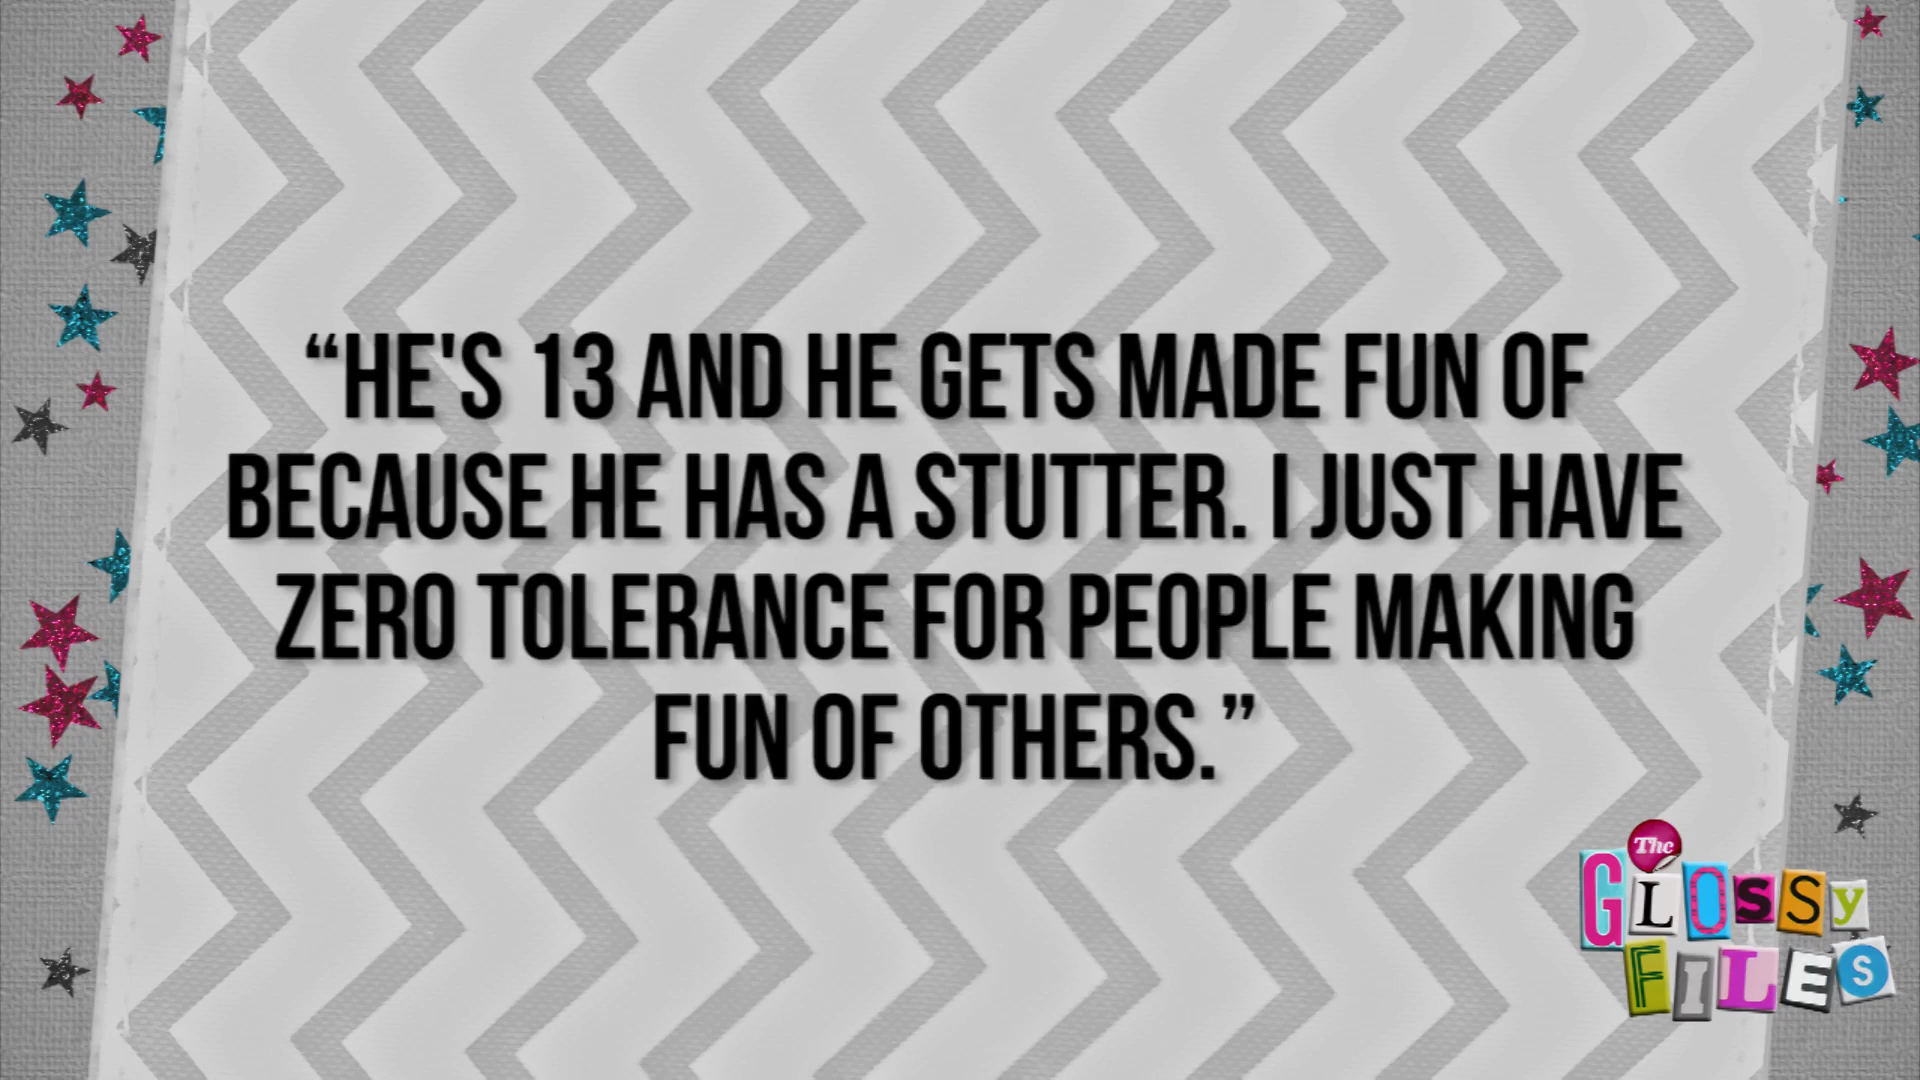 “HE'S 13 AND HE GETS MADE FUN OF
BECAUSE HE HAS A STUTTER. I JUST HAVE
ZERO TOLERANCE FOR PEOPLE MAKING
FUN OF OTHERS.”
The
GLOSSy
FILES